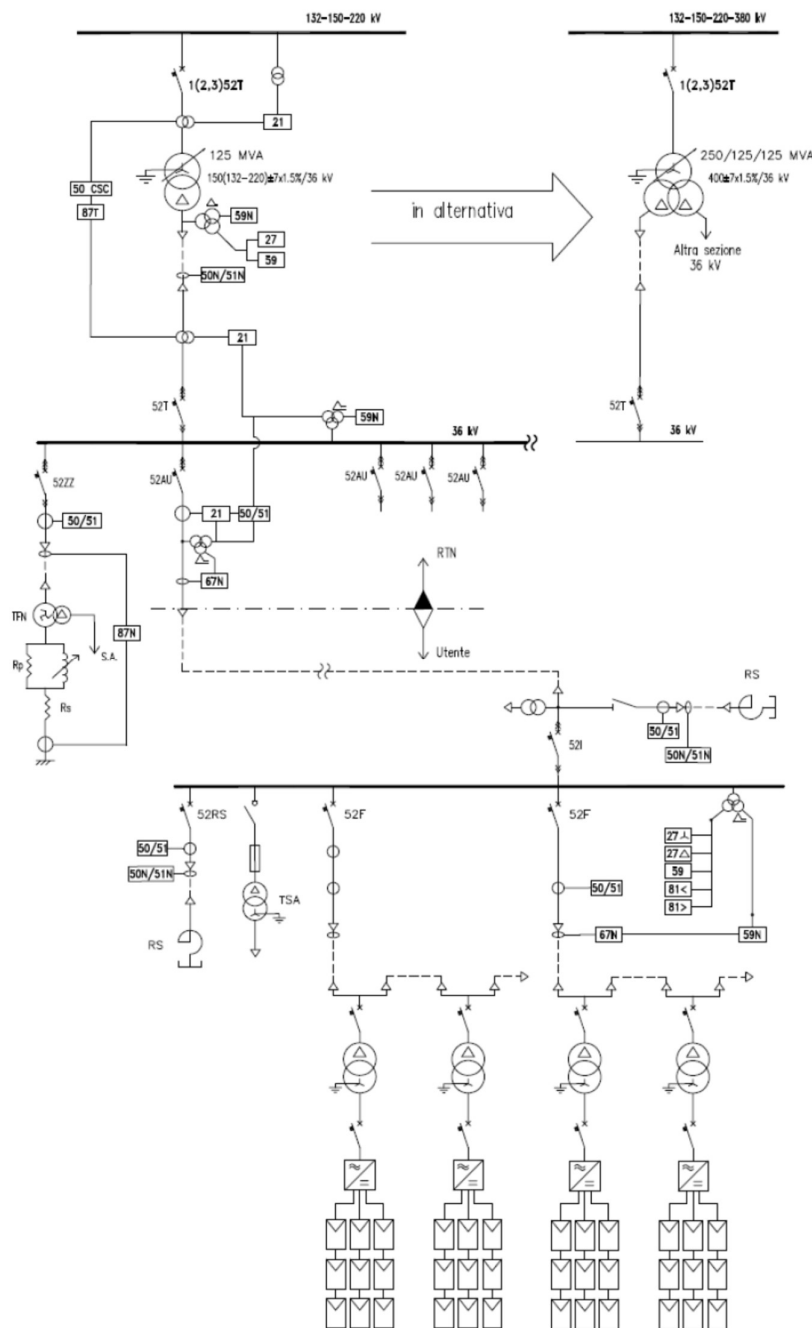 132-150-220 kV
132-150-220-380 kV
1(2,3)52T
1(2,3)52T
21
125 MVA
150(132-220)±7x1.5%/36 kV
250/125/125 MVA
400±7x1.5%/36 kV
50 CSC
87T
59N
27
59
in alternativa
Altra sezione
36 kV
50N/51N
21
52T
52T
59N
36 kV
36 kV
52ZZ
52AU
52AU
52AU
52AU
50/51
21
50/51
67N
RTN
TFN
87N
S.A.
Utente
Rp
RS
Rs
50/51
52I
50N/51N
52RS
52F
52F
50/51
27
27
50N/51N
59
50/51
TSA
81<
81>
RS
67N
59N